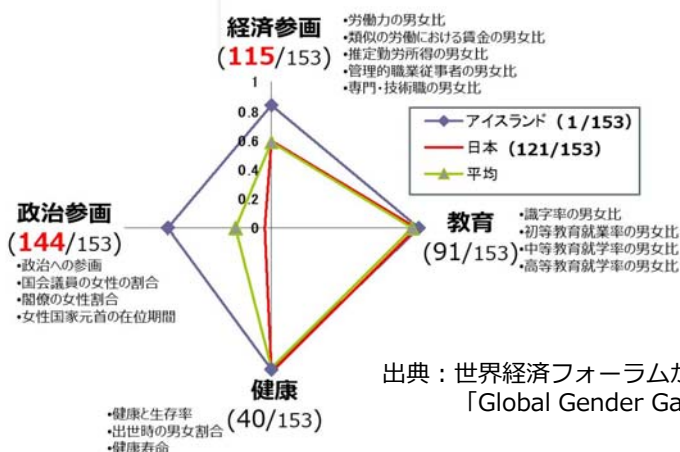 経済参画
(115/153)
•労働力の男女比
•類似の労働における賃金の男女比
•推定勤労所得の男女比
•管理的職業従事者の男女比
•専門・技術職の男女比
1
0.8
0.6
0.4
0.2
0
アイスランド (1/153)
日本 (121/153)
平均
政治参画
(144/153)
•政治への参画
•国会議員の女性の割合
•閣僚の女性割合
•女性国家元首の在位期間
教育
(91/153)
•識字率の男女比
•初等教育就業率の男女比
•中等教育就学率の男女比
•高等教育就学率の男女比
健康
(40/153)
•健康と生存率
•出世時の男女割合
•健康寿命
出典：世界経済フォーラムが
「Global Gender Ga